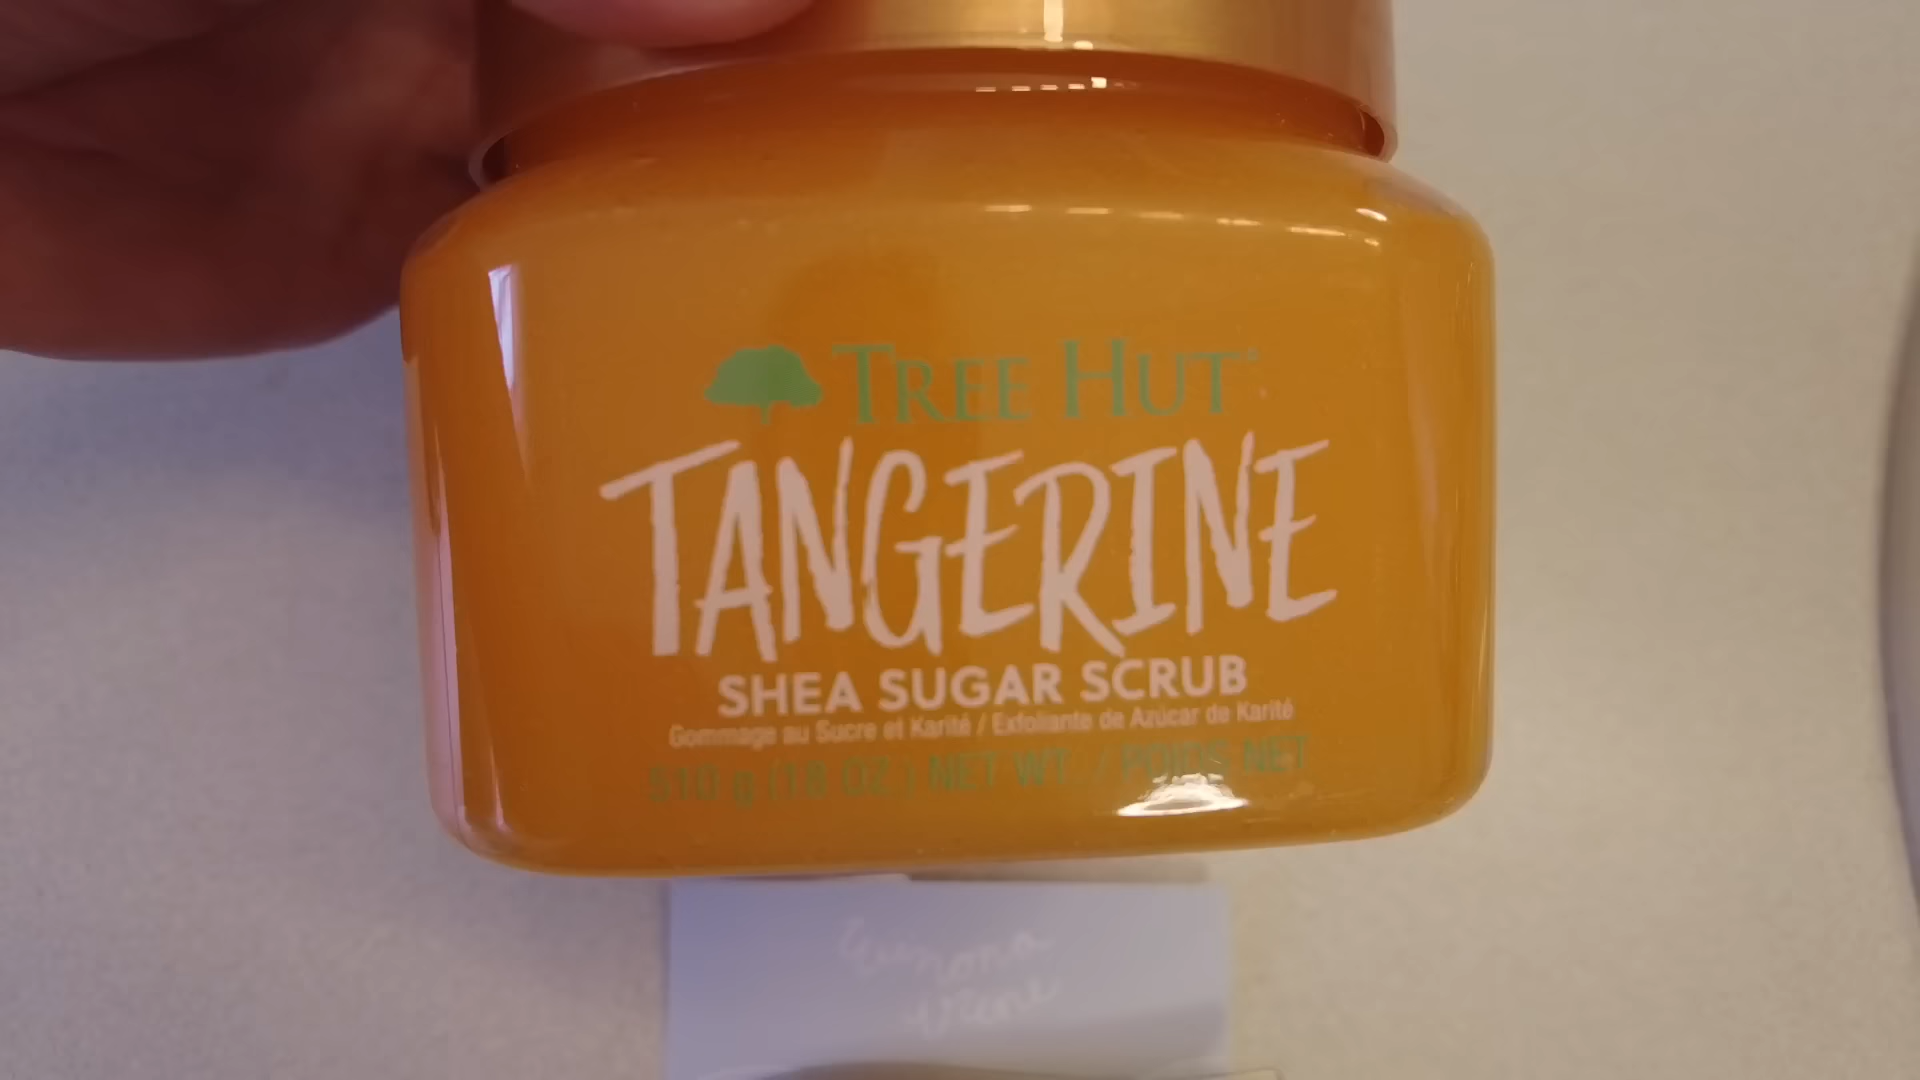 TREE HUT®
TANGERINE
SHEA SUGAR SCRUB
Gommage au Sucre et Karité / Exfoliante de Azúcar de Karité
510 g (18 OZ.) NET WT. / POIDS NET